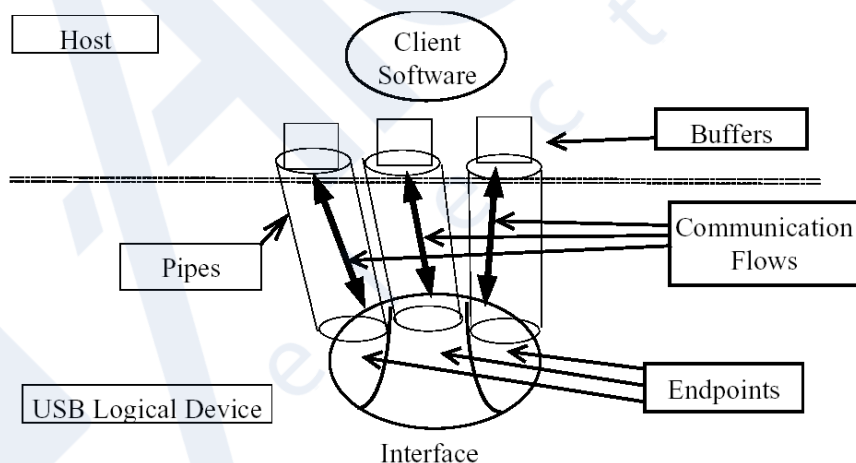 Host
Client
Software
Buffers
Communication
Flows
Pipes
Endpoints
USB Logical Device
Interface
e c t
e